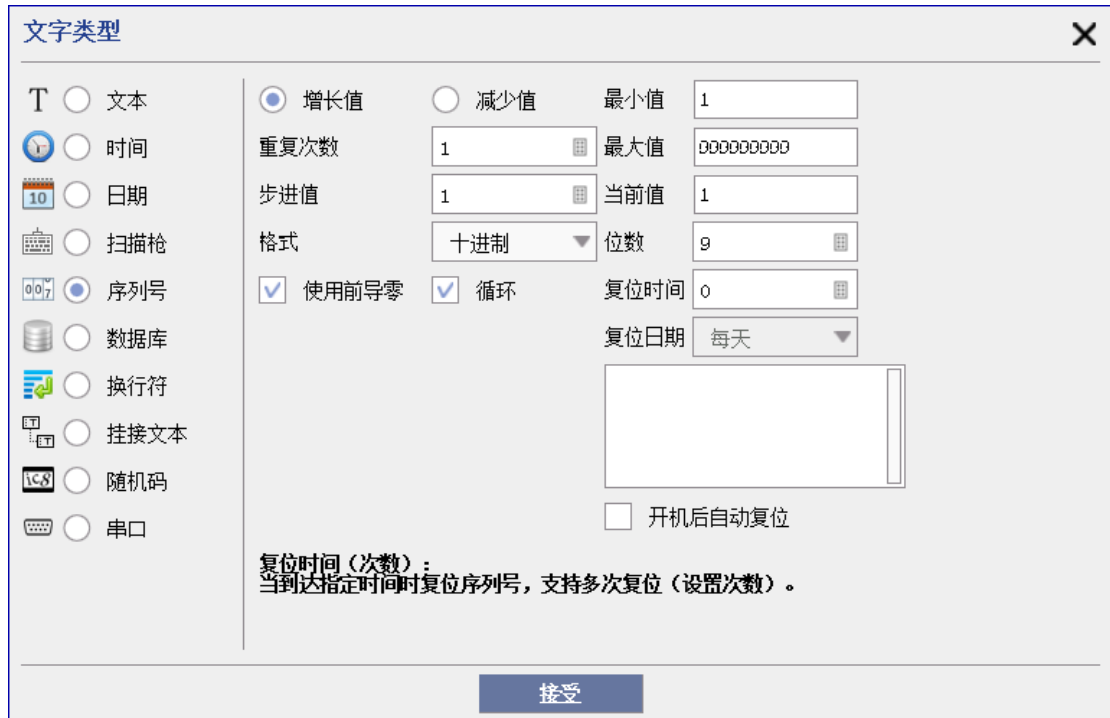 文字类型
文本
时间
日期
扫描枪
序列号
数据库
换行符
挂接文本
随机码
串口
增长值 减少值 最小值 1
重复次数 1 最大值
步进值 1 当前值 1
格式 十进制 位数 9
使用前导零 循环 复位时间 0
复位日期 每天
开机后自动复位
复位时间（次数）：
当到达指定时间时复位序列号，支持多次复位（设置次数）。
接受